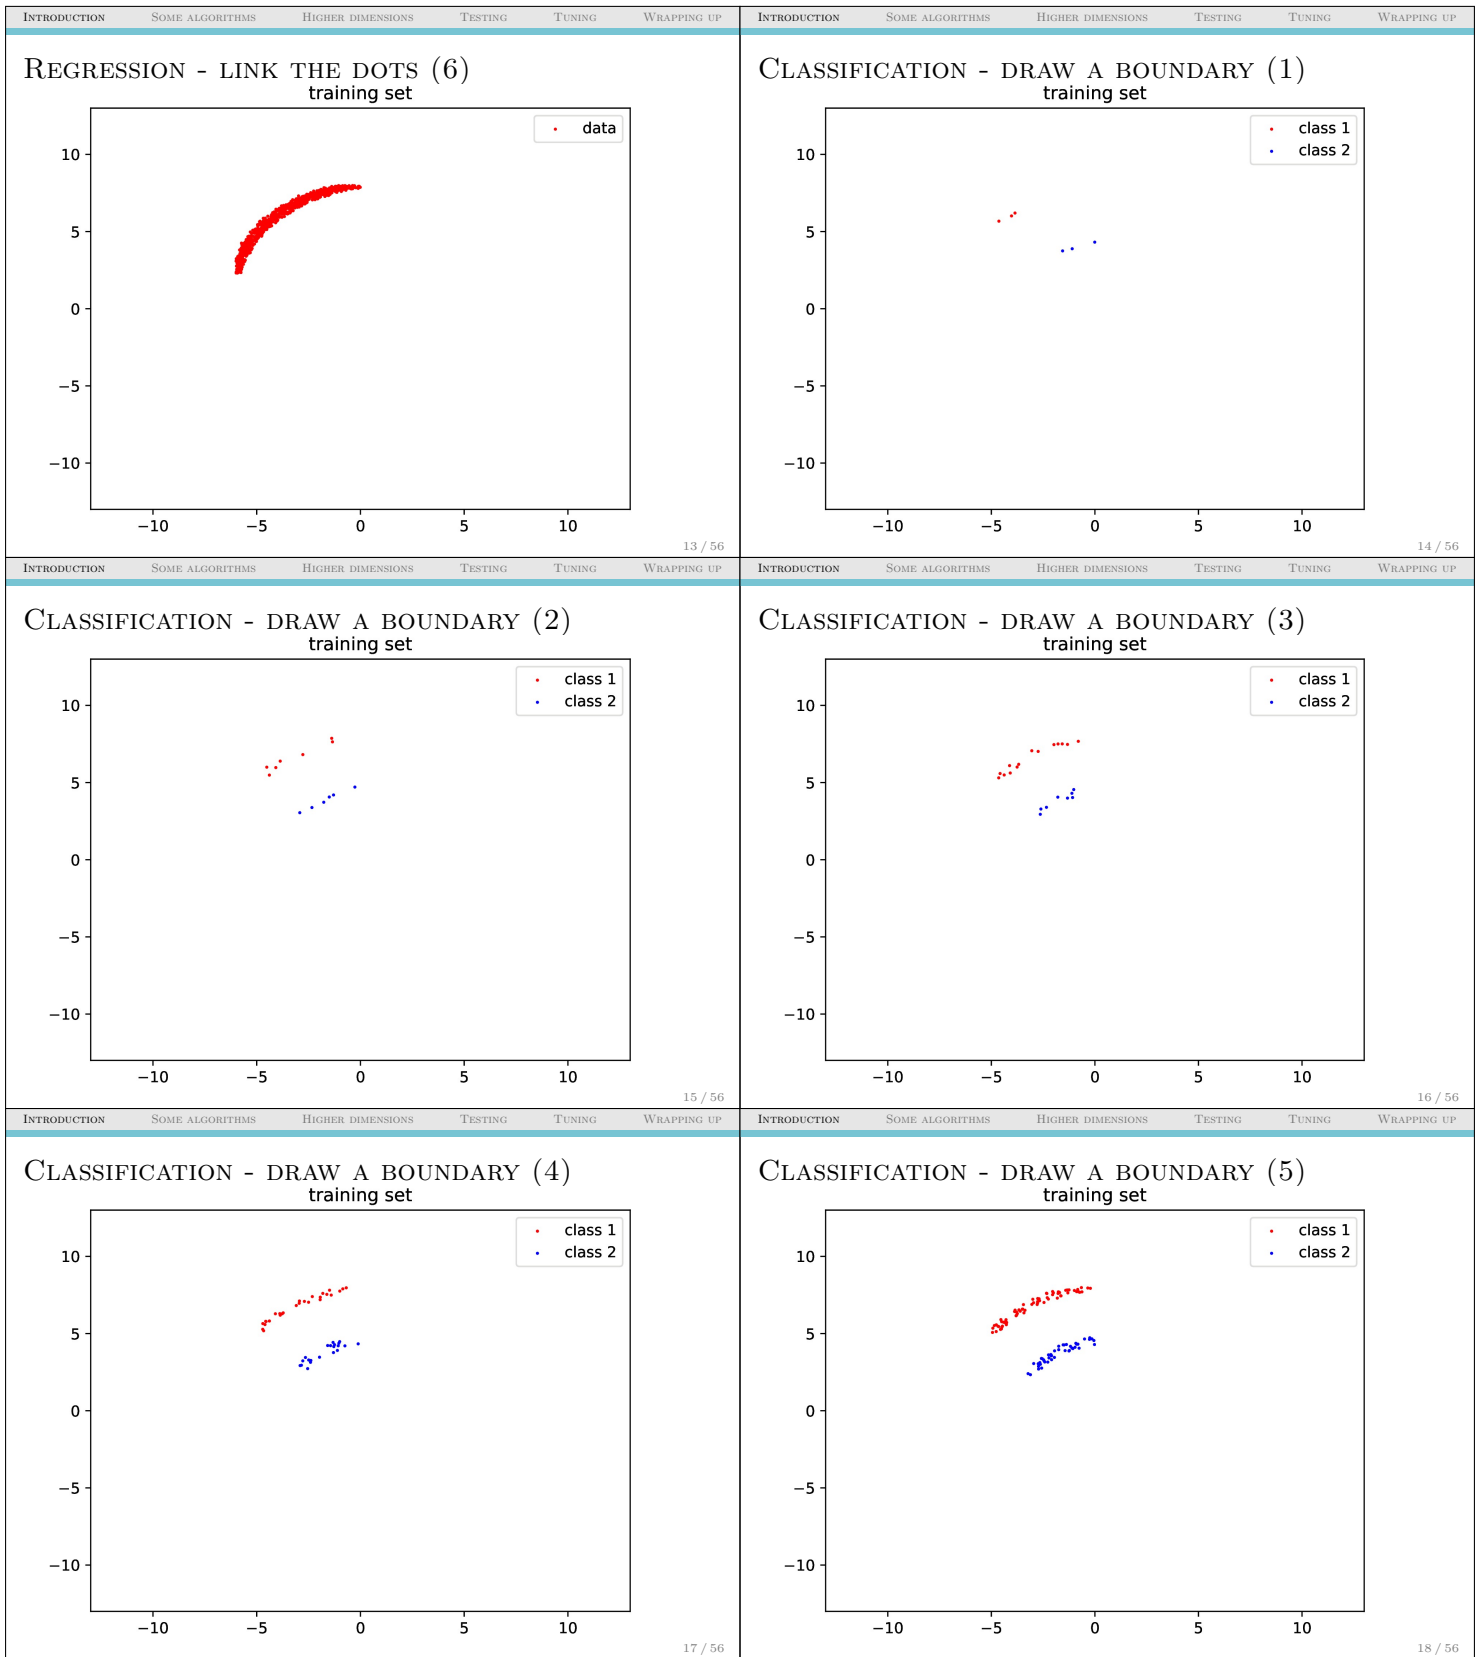 INTRODUCTION SOME ALGORITHMS HIGHER DIMENSIONS TESTING TUNING WRAPPING UP
REGRESSION - LINK THE DOTS (6)
training set
data
10
5
0
−5
−10
−10 −5 0 5 10
13 / 56
INTRODUCTION SOME ALGORITHMS HIGHER DIMENSIONS TESTING TUNING WRAPPING UP
CLASSIFICATION - DRAW A BOUNDARY (1)
training set
class 1
class 2
10
5
0
−5
−10
−10 −5 0 5 10
14 / 56
INTRODUCTION SOME ALGORITHMS HIGHER DIMENSIONS TESTING TUNING WRAPPING UP
CLASSIFICATION - DRAW A BOUNDARY (2)
training set
class 1
class 2
10
5
0
−5
−10
−10 −5 0 5 10
15 / 56
INTRODUCTION SOME ALGORITHMS HIGHER DIMENSIONS TESTING TUNING WRAPPING UP
CLASSIFICATION - DRAW A BOUNDARY (3)
training set
class 1
class 2
10
5
0
−5
−10
−10 −5 0 5 10
16 / 56
INTRODUCTION SOME ALGORITHMS HIGHER DIMENSIONS TESTING TUNING WRAPPING UP
CLASSIFICATION - DRAW A BOUNDARY (4)
training set
class 1
class 2
10
5
0
−5
−10
−10 −5 0 5 10
17 / 56
INTRODUCTION SOME ALGORITHMS HIGHER DIMENSIONS TESTING TUNING WRAPPING UP
CLASSIFICATION - DRAW A BOUNDARY (5)
training set
class 1
class 2
10
5
0
−5
−10
−10 −5 0 5 10
18 / 56